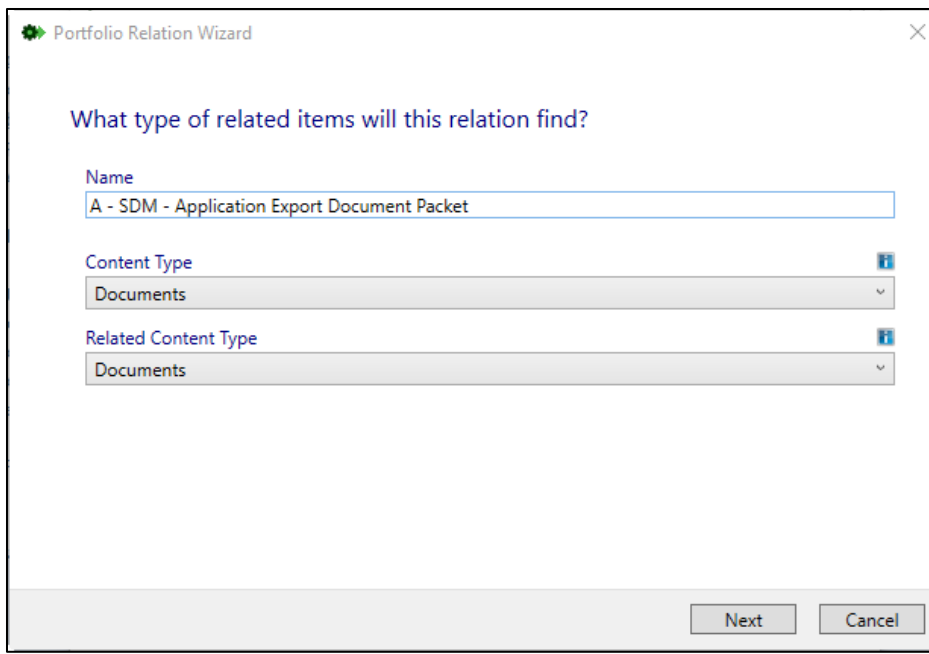 Portfolio Relation Wizard
What type of related items will this relation find?
Name
A - SDM - Application Export Document Packet
Content Type
Documents
Related Content Type
Documents
Next Cancel